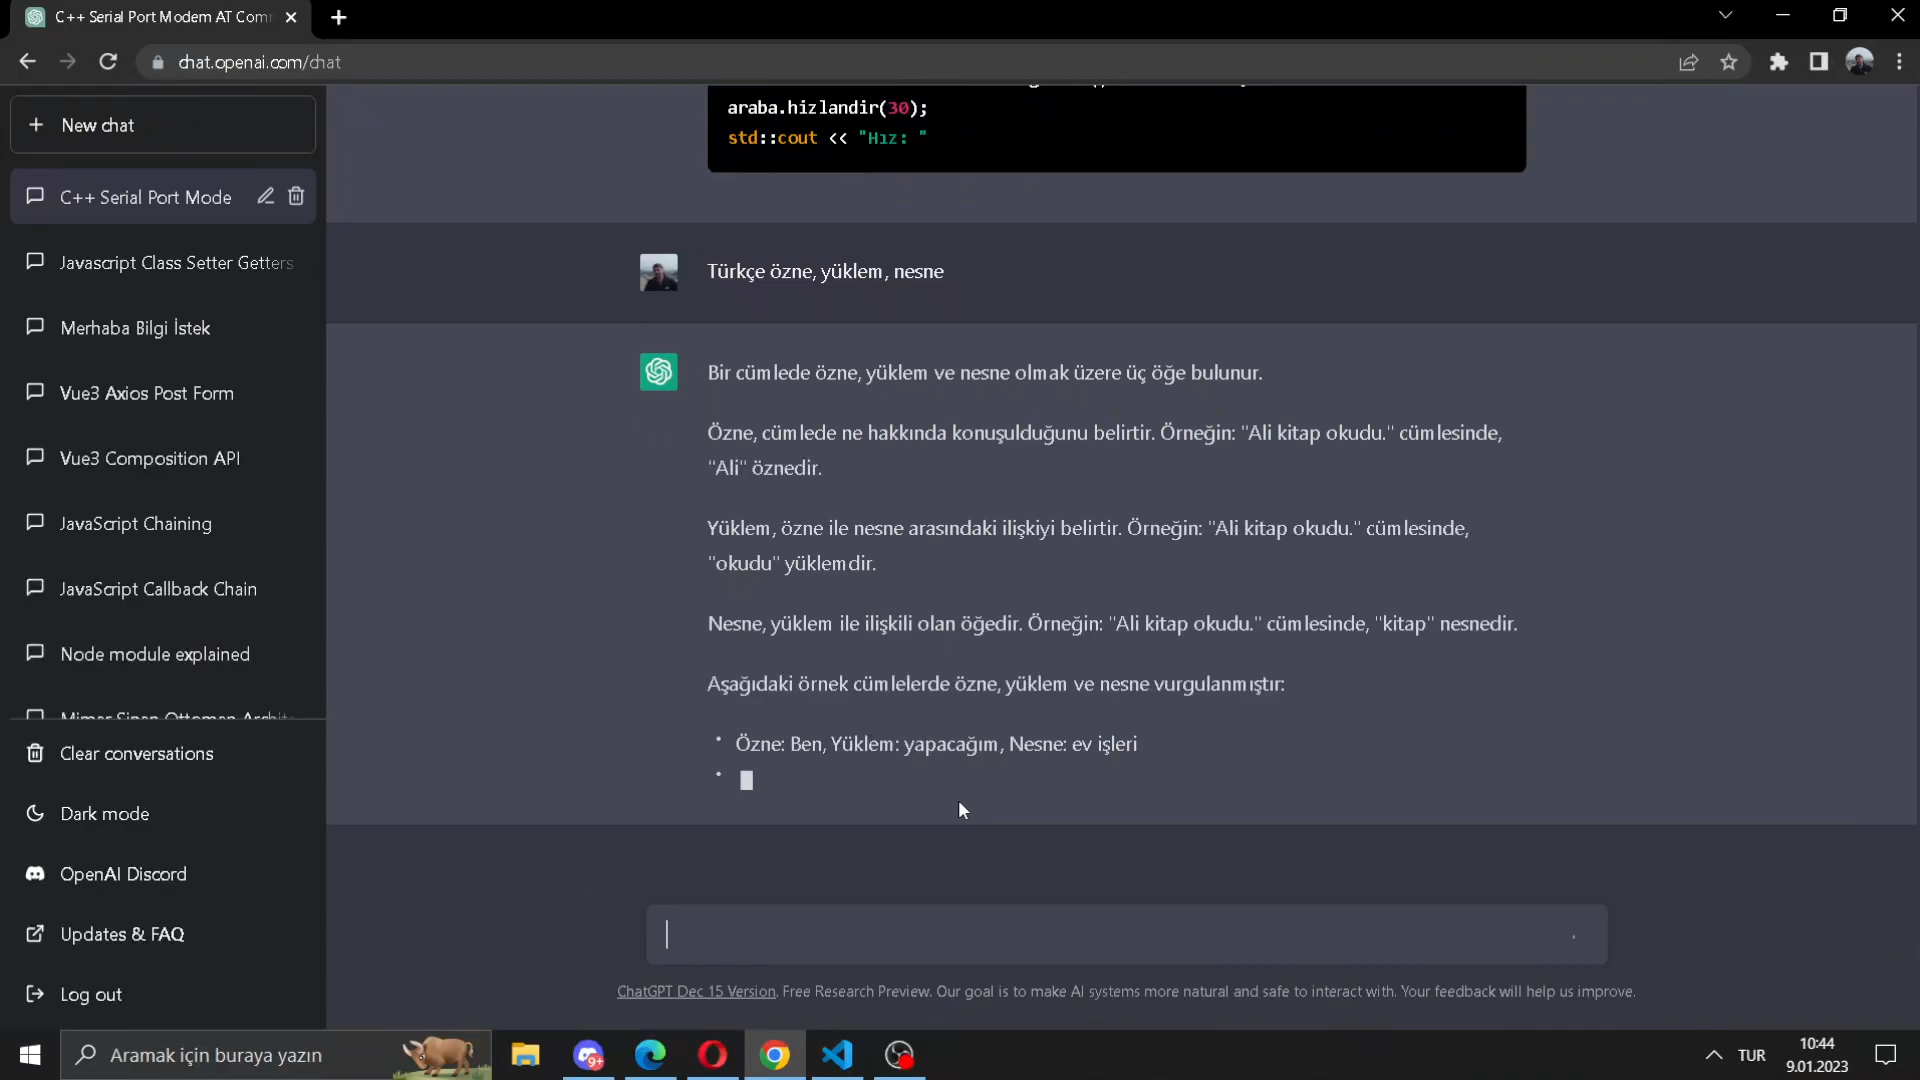 C++ Serial Port Modem AT Com
chat.openai.com/chat
New chat
C++ Serial Port Mode
Javascript Class Setter Getters
Merhaba Bilgi İstek
Vue3 Axios Post Form
Vue3 Composition API
JavaScript Chaining
JavaScript Callback Chain
Node module explained
Mimar Sinan Ottoman Archite
Clear conversations
Dark mode
OpenAI Discord
Updates & FAQ
Log out
araba.hizlandir(30);
std::cout << "Hız: "
Türkçe özne, yüklem, nesne
Bir cümlede özne, yüklem ve nesne olmak üzere üç öğe bulunur.
Özne, cümlede ne hakkında konuşulduğunu belirtir. Örneğin: "Ali kitap okudu." cümlesinde,
"Ali" öznedir.
Yüklem, özne ile nesne arasındaki ilişkiyi belirtir. Örneğin: "Ali kitap okudu." cümlesinde,
"okudu" yüklemdir.
Nesne, yüklem ile ilişkili olan öğedir. Örneğin: "Ali kitap okudu." cümlesinde, "kitap" nesnedir.
Aşağıdaki örnek cümlelerde özne, yüklem ve nesne vurgulanmıştır:
• Özne: Ben, Yüklem: yapacağım, Nesne: ev işleri
•
ChatGPT Dec 15 Version. Free Research Preview. Our goal is to make AI systems more natural and safe to interact with. Your feedback will help us improve.
Aramak için buraya yazın
9+
TUR
10:44
9.01.2023